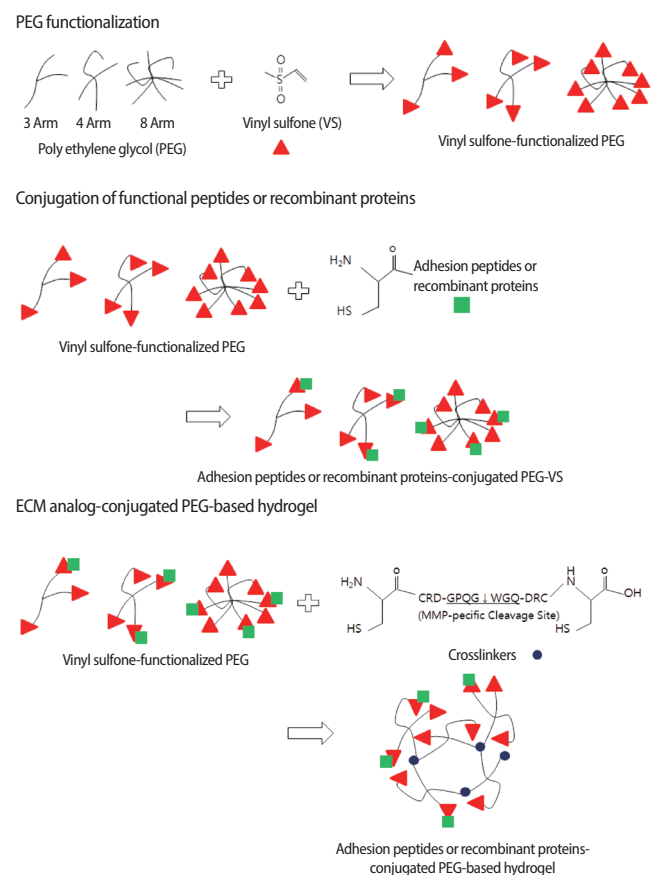 PEG functionalization
O
S
O
3 Arm 4 Arm 8 Arm
Vinyl sulfone (VS)
Poly ethylene glycol (PEG)
Vinyl sulfone-functionalized PEG
Conjugation of functional peptides or recombinant proteins
O
H₂N
HS
Adhesion peptides or
recombinant proteins
Vinyl sulfone-functionalized PEG
Adhesion peptides or recombinant proteins-conjugated PEG-VS
ECM analog-conjugated PEG-based hydrogel
H₂N
O
HS
CRD-GPQG↓WGQ-DRC
(MMP-pecific Cleavage Site)
H
N
O
OH
HS
Vinyl sulfone-functionalized PEG
Crosslinkers
Adhesion peptides or recombinant proteins-
conjugated PEG-based hydrogel